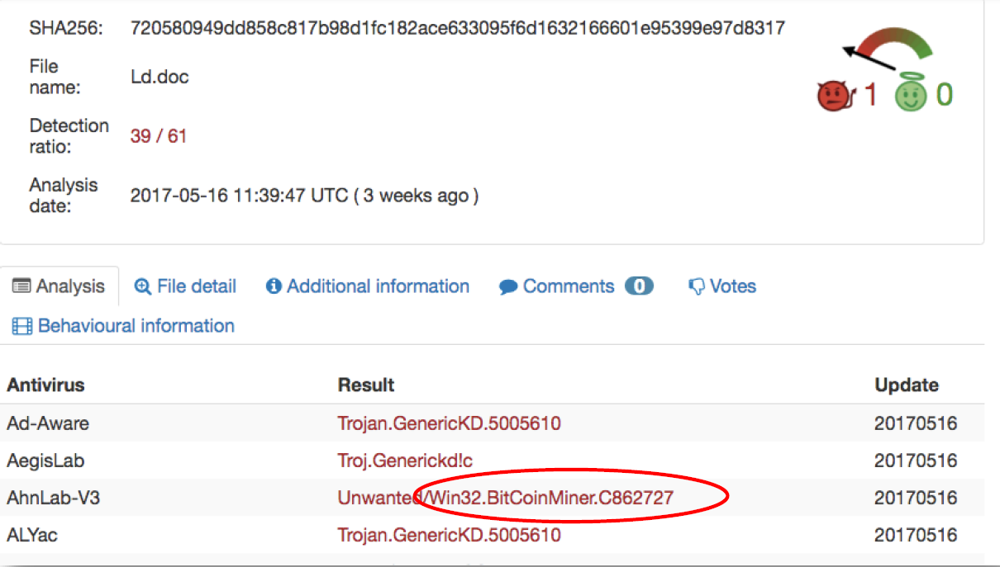 SHA256: 720580949dd858c817b98d1fc182ace633095f6d1632166601e95399e97d8317
File name: Ld.doc
Detection ratio: 39 / 61
1 0
Analysis date: 2017-05-16 11:39:47 UTC ( 3 weeks ago )
Analysis File detail Additional information Comments 0 Votes
Behavioural information
Antivirus Result Update
Ad-Aware Trojan.GenericKD.5005610 20170516
AegisLab Troj.Generickd!c 20170516
AhnLab-V3 Unwanted/Win32.BitCoinMiner.C862727 20170516
ALYac Trojan.GenericKD.5005610 20170516